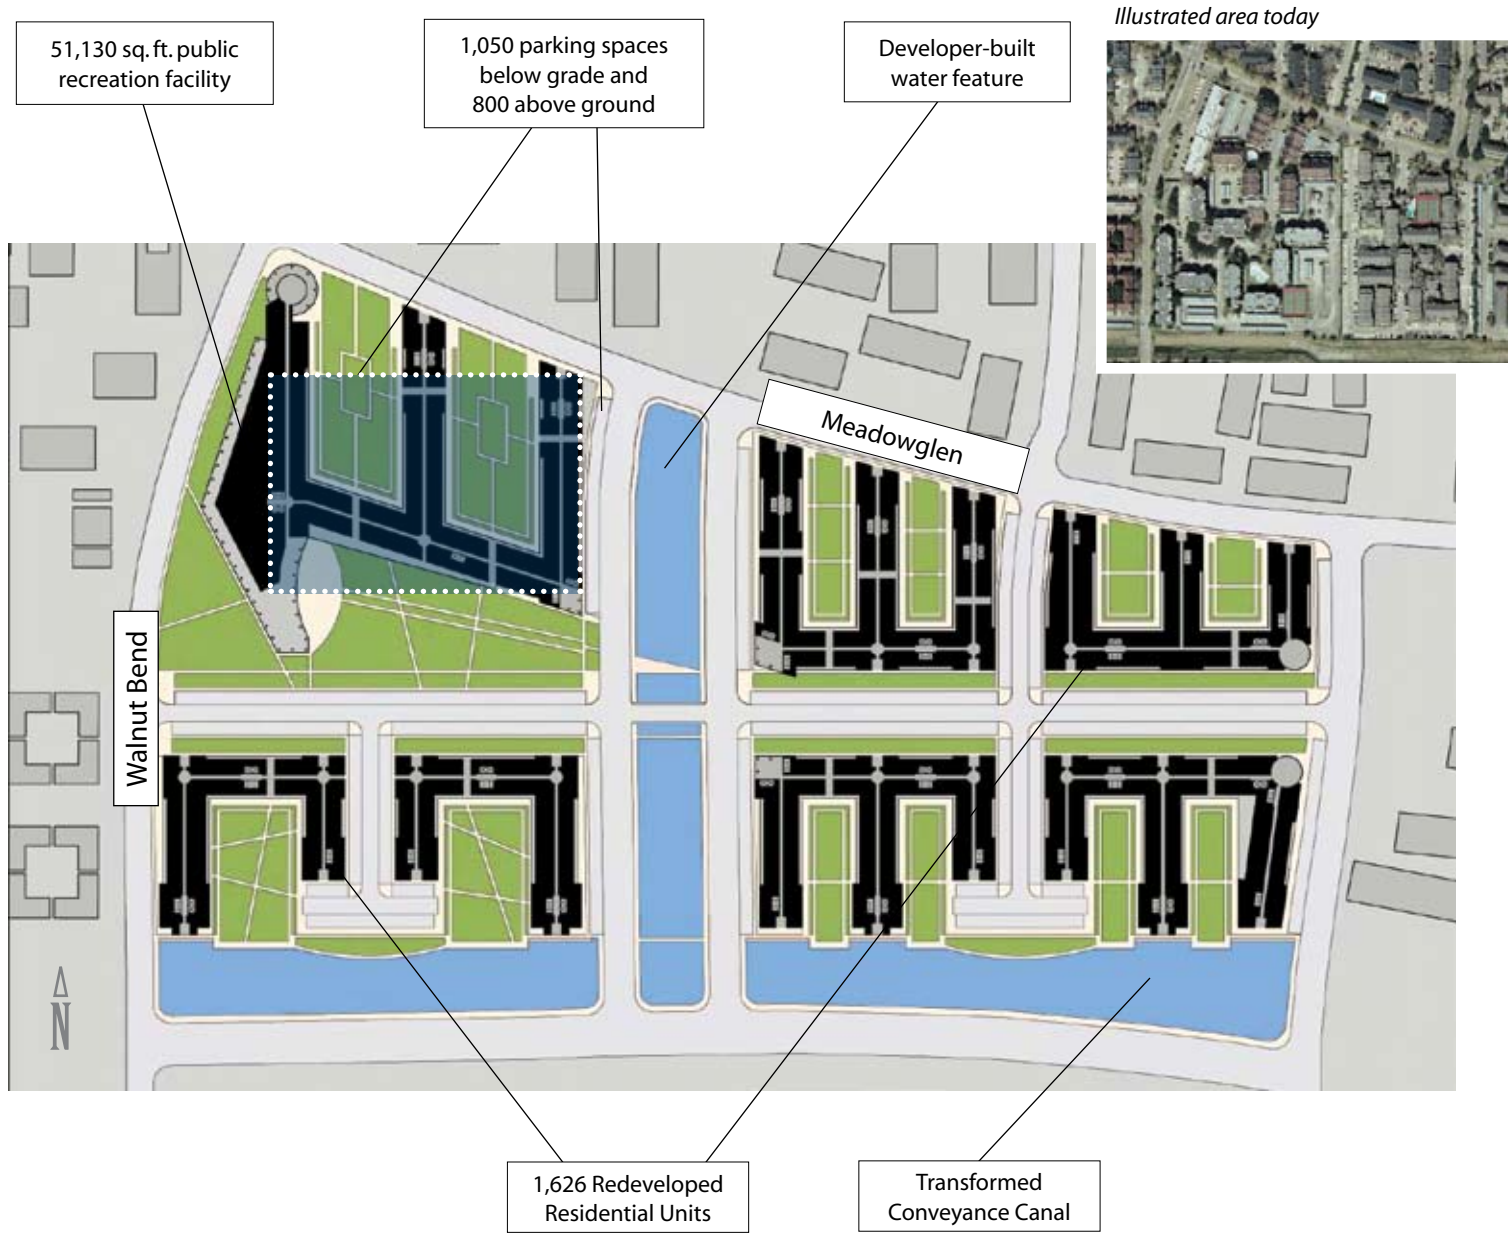 Illustrated area today
51,130 sq. ft. public
recreation facility
1,050 parking spaces
below grade and
800 above ground
Developer-built
water feature
Meadowglen
Walnut Bend
N
1,626 Redeveloped
Residential Units
Transformed
Conveyance Canal